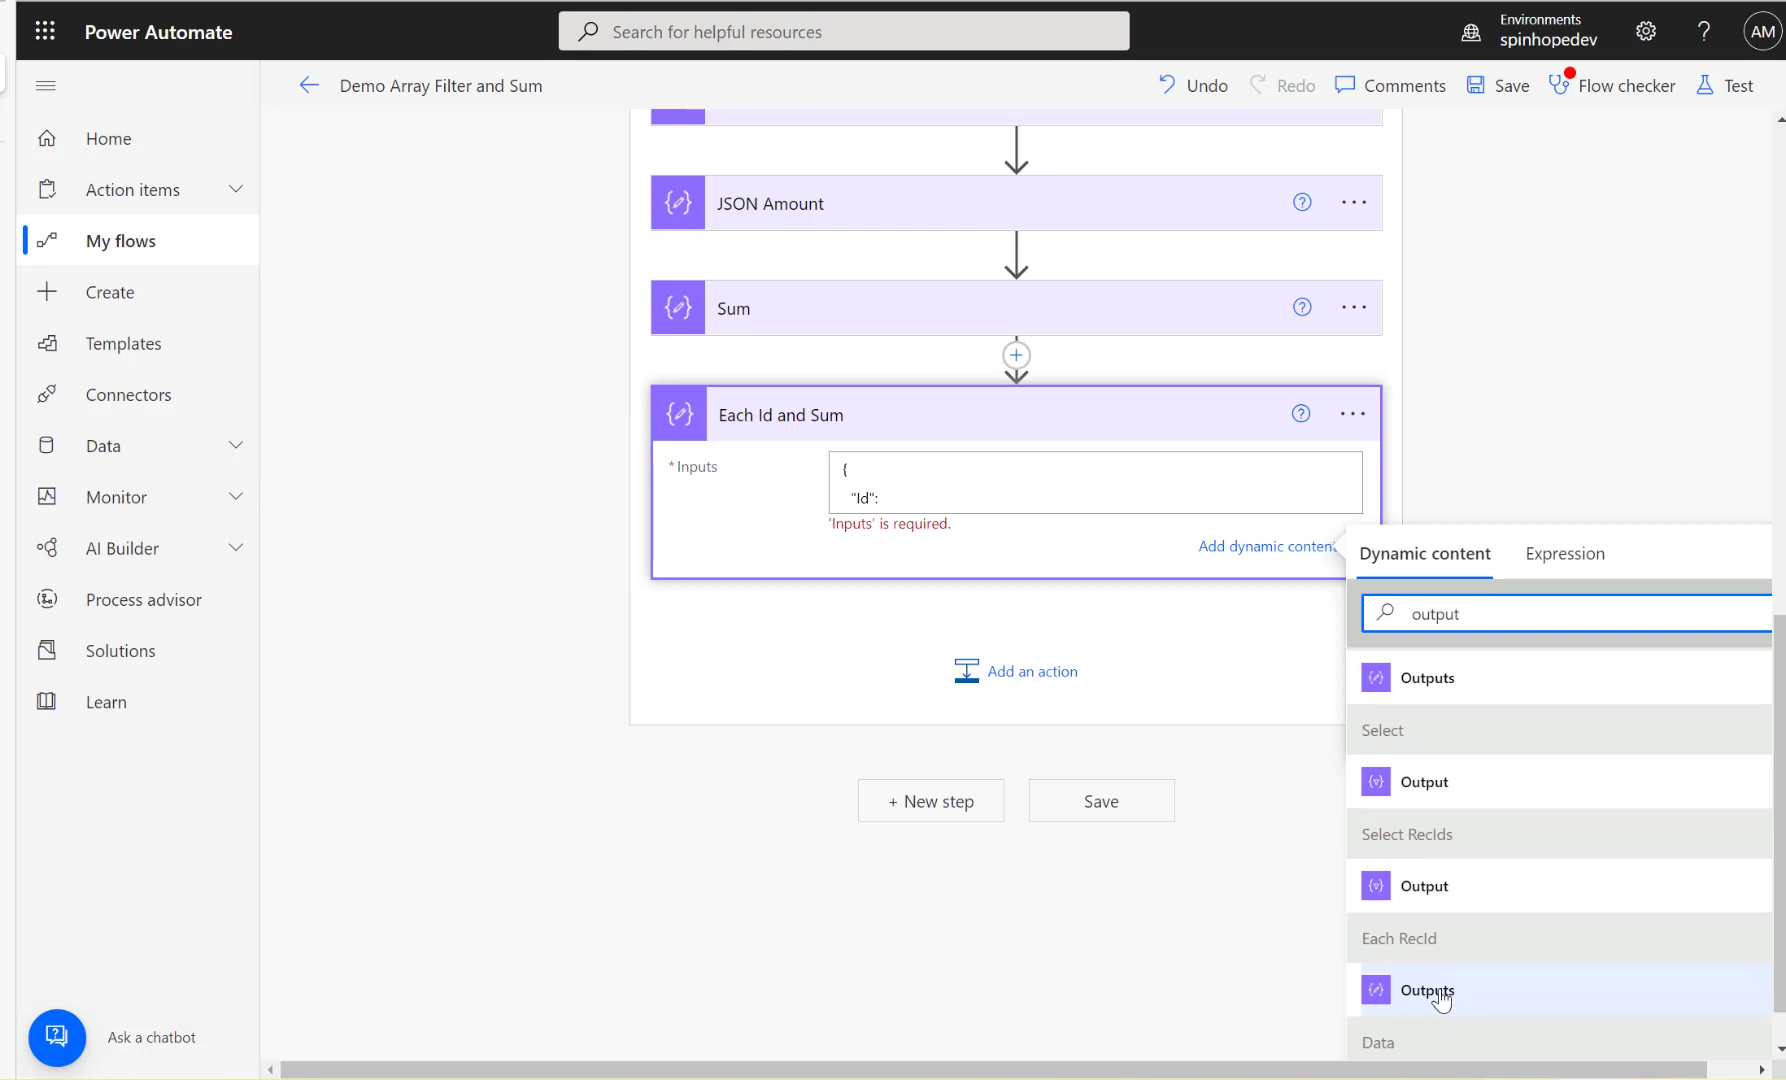 Power Automate
Search for helpful resources
Environments
spinhopedev
AM
Demo Array Filter and Sum
Undo
Redo
Comments
Save
Flow checker
Test
Home
Action items
My flows
Create
Templates
Connectors
Data
Monitor
AI Builder
Process advisor
Solutions
Learn
Ask a chatbot
JSON Amount
Sum
Each Id and Sum
* Inputs
{
"Id":
'Inputs' is required.
Add dynamic content
Add an action
+ New step
Save
Dynamic content
Expression
output
Outputs
Select
Output
Select RecIds
Output
Each RecId
Outputs
Data